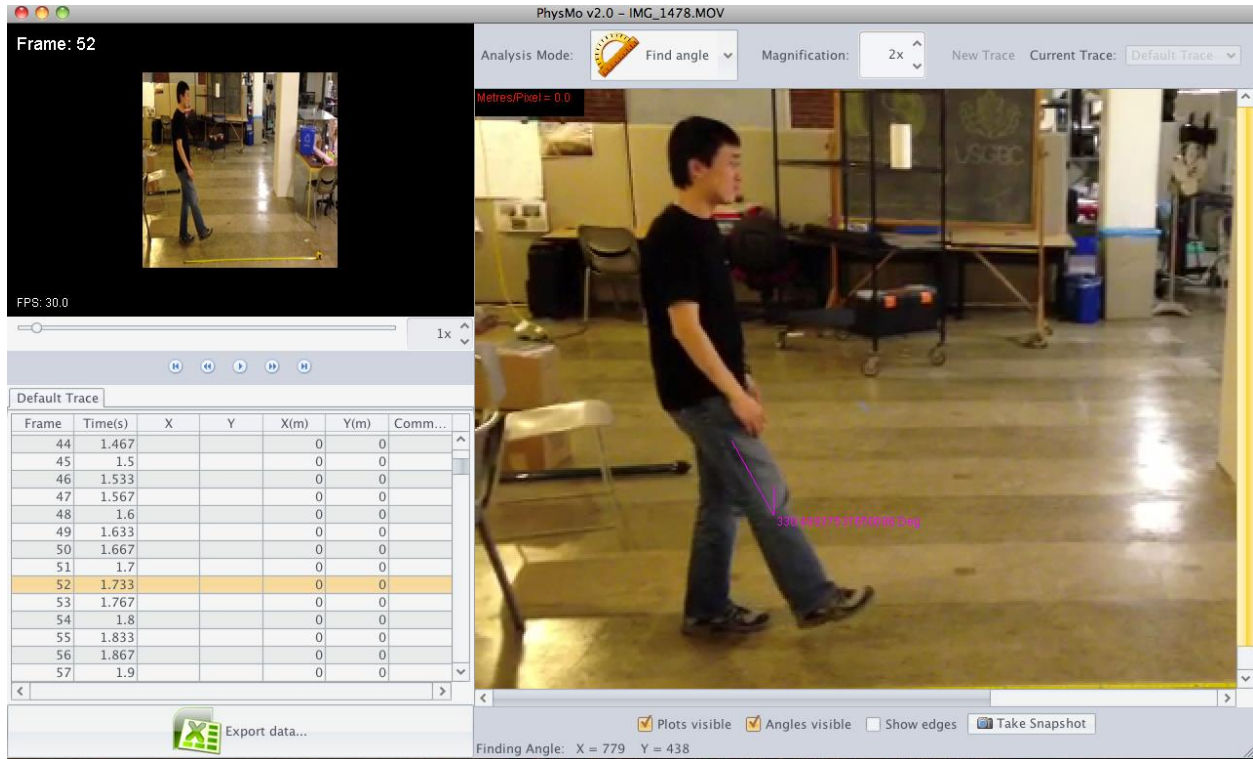 PhysMo v2.0 – IMG_1478.MOV
Frame: 52
FPS: 30.0
1x
Analysis Mode: Find angle Magnification: 2x New Trace Current Trace: Default Trace
Metres/Pixel = 0.0
USGBC
Default Trace
Frame Time(s) X Y X(m) Y(m) Comm...
44 1.467 0 0
45 1.5 0 0
46 1.533 0 0
47 1.567 0 0
48 1.6 0 0
49 1.633 0 0
50 1.667 0 0
51 1.7 0 0
52 1.733 0 0
53 1.767 0 0
54 1.8 0 0
55 1.833 0 0
56 1.867 0 0
57 1.9 0 0
Export data...
Plots visible Angles visible Show edges Take Snapshot
Finding Angle: X = 779 Y = 438